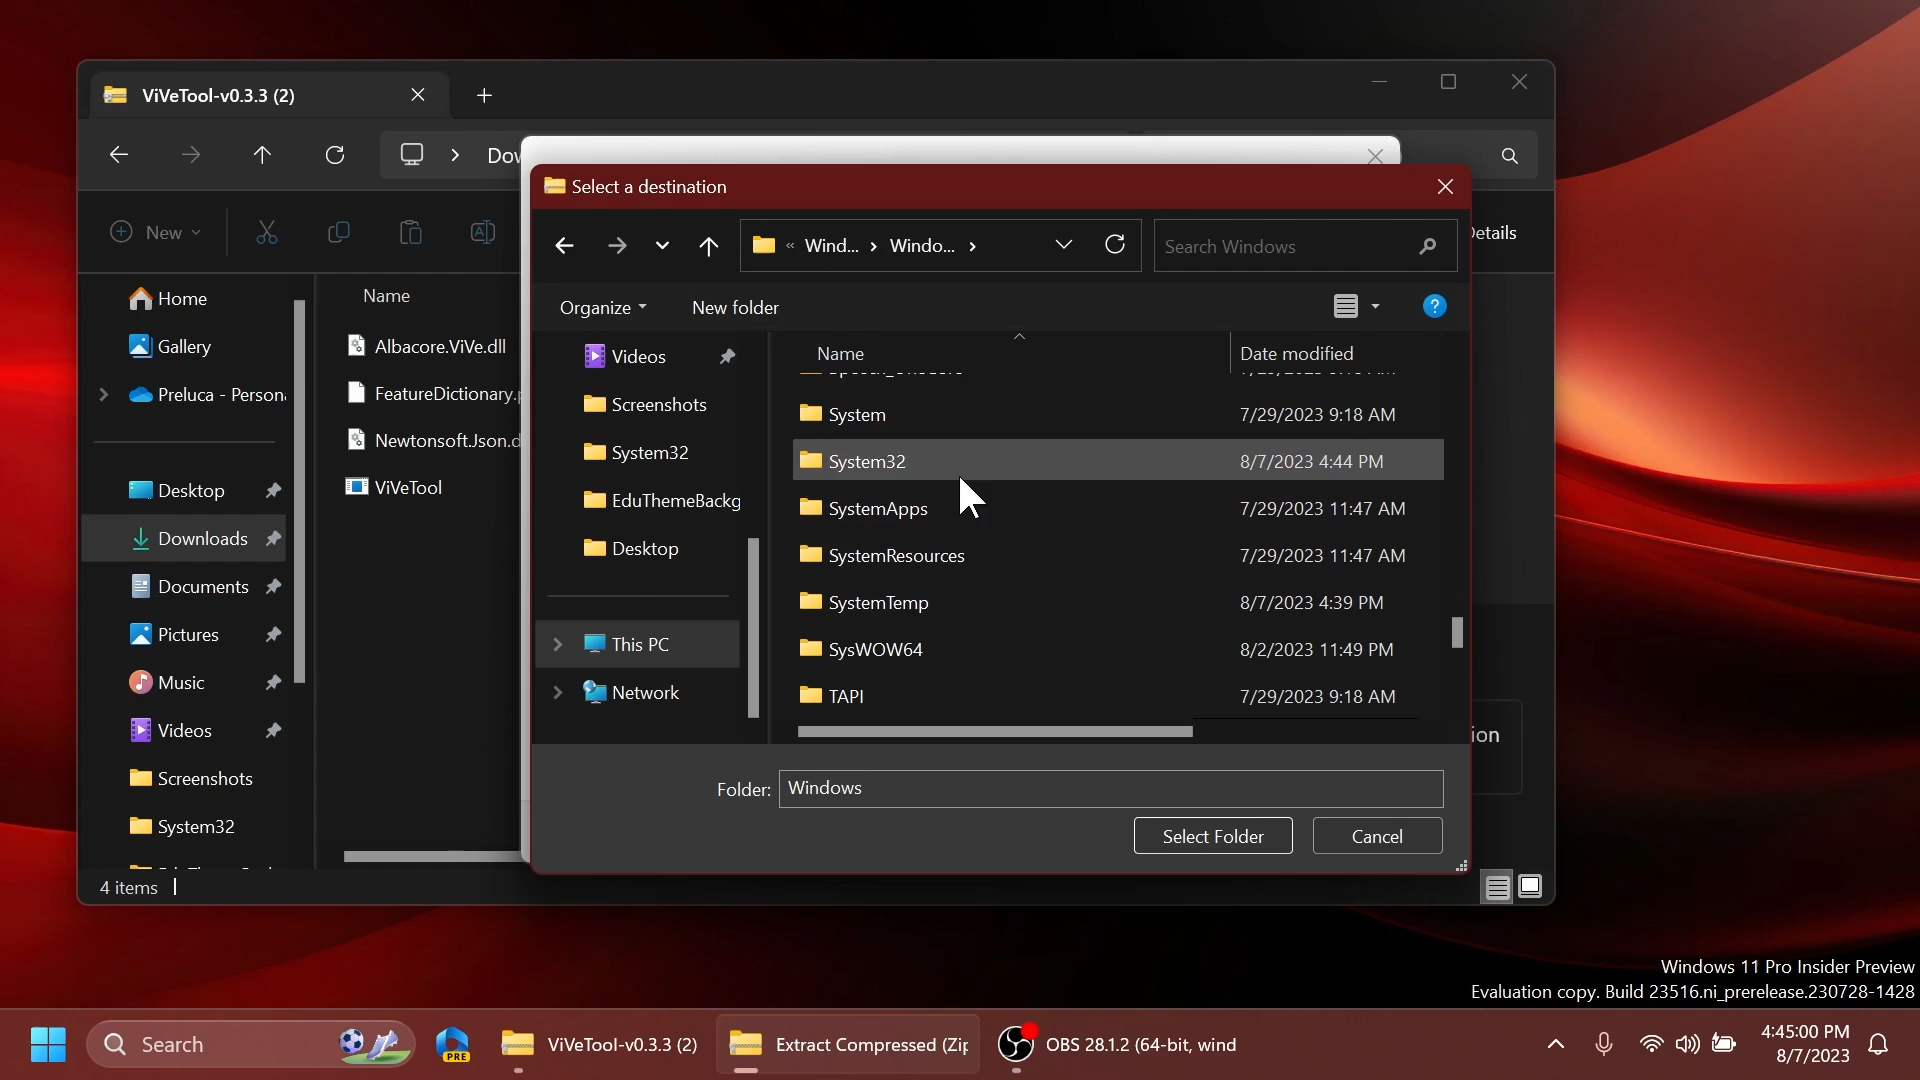 ViVeTool-v0.3.3 (2)
Select a destination
Wind...
Windo...
Search Windows
Details
New
Organize
New folder
Home
Gallery
Preluca - Person
Desktop
Downloads
Documents
Pictures
Music
Videos
Screenshots
System32
Name
Albacore.ViVe.dll
FeatureDictionary.
Newtonsoft.Json.d
ViVeTool
Videos
Screenshots
System32
EduThemeBackg
Desktop
This PC
Network
Name Date modified
System 7/29/2023 9:18 AM
System32 8/7/2023 4:44 PM
SystemApps 7/29/2023 11:47 AM
SystemResources 7/29/2023 11:47 AM
SystemTemp 8/7/2023 4:39 PM
SysWOW64 8/2/2023 11:49 PM
TAPI 7/29/2023 9:18 AM
Folder: Windows
Select Folder Cancel
4 items
Windows 11 Pro Insider Preview
Evaluation copy. Build 23516.ni_prerelease.230728-1428
Search
PRE
ViVeTool-v0.3.3 (2)
Extract Compressed (Zip
OBS 28.1.2 (64-bit, wind
4:45:00 PM
8/7/2023